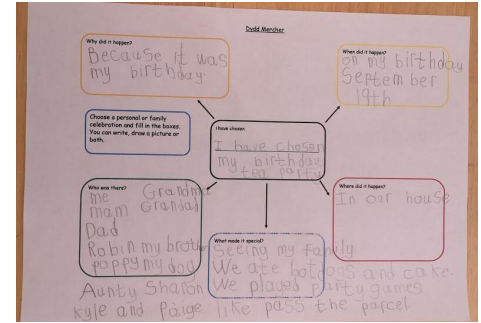 Dydd Mercher
Why did it happen?
Because it was
my birthday.
When did it happen?
on my birthday
September
19th
Choose a personal or family
celebration and fill in the boxes.
You can write, draw a picture or
both.
I have chosen
I have chosen
my birthday
tea party
Who was there?
me Grandma
mam Grandad
Dad
Robin my brother
poppy my dog
Aunty Sharon
Kyle and Paige
What made it special?
Seeing my family
We ate hotdogs and cake.
We played party games
like pass the parcel
Where did it happen?
In our house